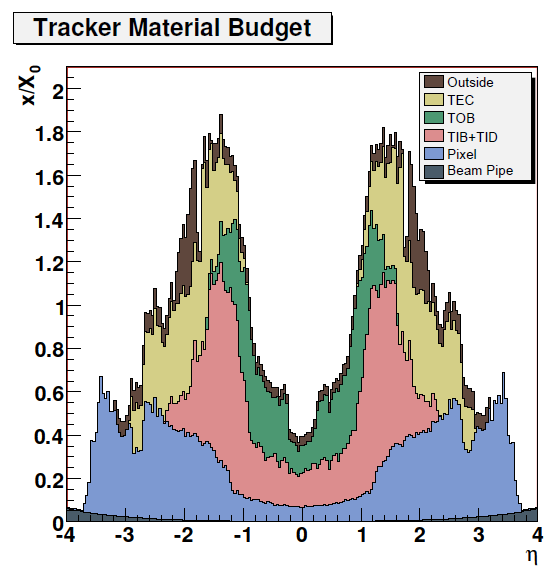 Tracker Material Budget
x/X0
2
1.8
1.6
1.4
1.2
1
0.8
0.6
0.4
0.2
0
Outside
TEC
TOB
TIB+TID
Pixel
Beam Pipe
-4 -3 -2 -1 0 1 2 3 4
η